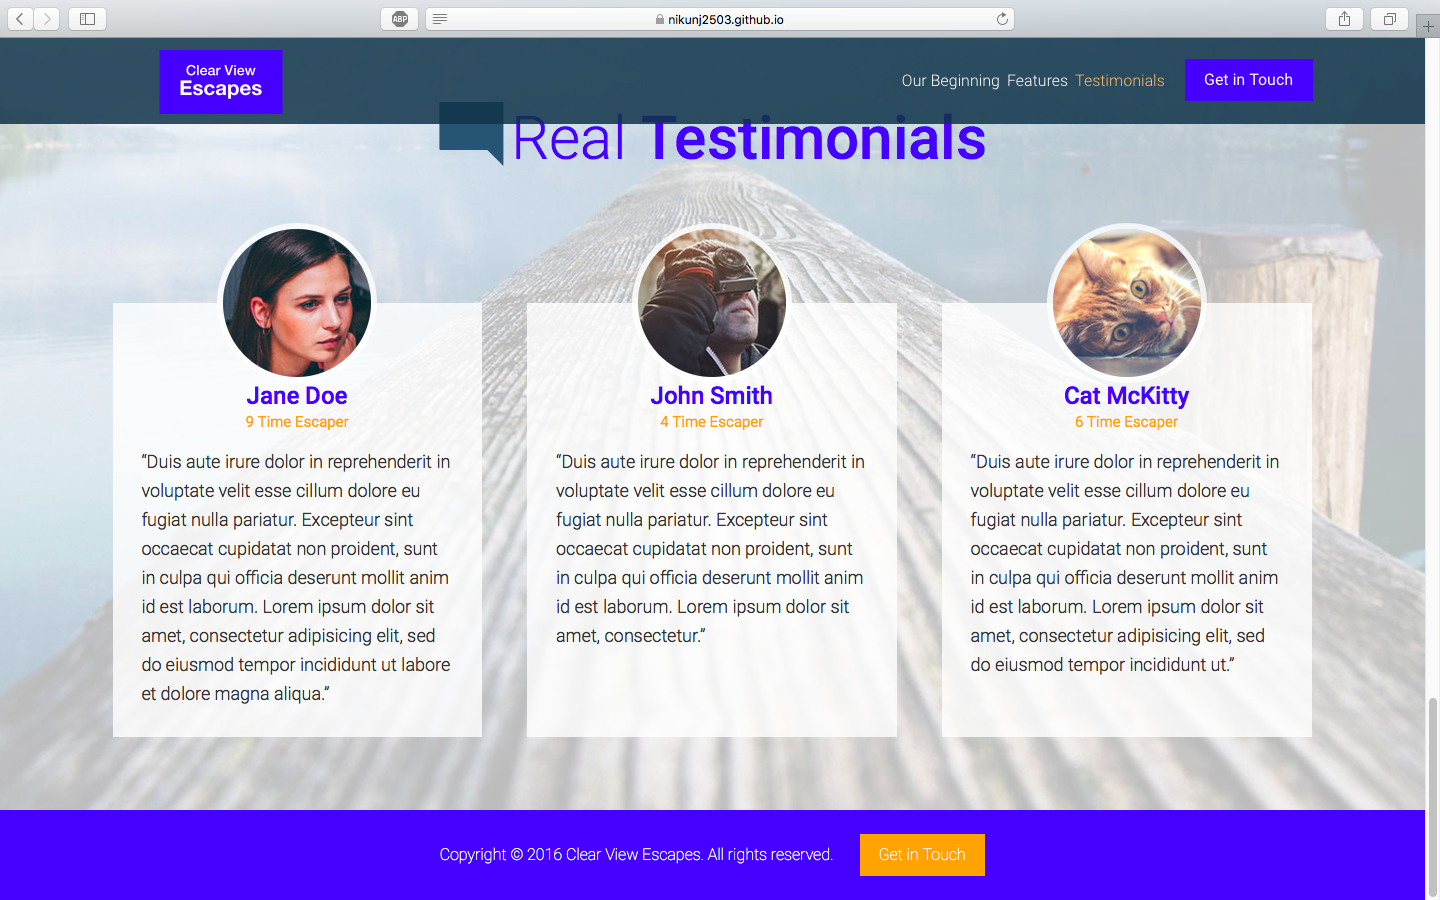 ABP
nikunj2503.github.io
Clear View
Escapes
Our Beginning Features Testimonials Get in Touch
Real Testimonials
Jane Doe
9 Time Escaper
“Duis aute irure dolor in reprehenderit in
voluptate velit esse cillum dolore eu
fugiat nulla pariatur. Excepteur sint
occaecat cupidatat non proident, sunt
in culpa qui officia deserunt mollit anim
id est laborum. Lorem ipsum dolor sit
amet, consectetur adipisicing elit, sed
do eiusmod tempor incididunt ut labore
et dolore magna aliqua.”
John Smith
4 Time Escaper
“Duis aute irure dolor in reprehenderit in
voluptate velit esse cillum dolore eu
fugiat nulla pariatur. Excepteur sint
occaecat cupidatat non proident, sunt
in culpa qui officia deserunt mollit anim
id est laborum. Lorem ipsum dolor sit
amet, consectetur.”
Cat McKitty
6 Time Escaper
“Duis aute irure dolor in reprehenderit in
voluptate velit esse cillum dolore eu
fugiat nulla pariatur. Excepteur sint
occaecat cupidatat non proident, sunt
in culpa qui officia deserunt mollit anim
id est laborum. Lorem ipsum dolor sit
amet, consectetur adipisicing elit, sed
do eiusmod tempor incididunt ut.”
Copyright © 2016 Clear View Escapes. All rights reserved. Get in Touch